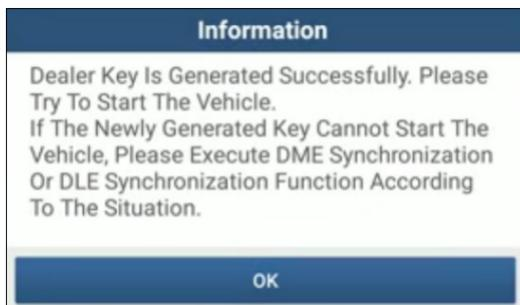 Information
Dealer Key Is Generated Successfully. Please
Try To Start The Vehicle.
If The Newly Generated Key Cannot Start The
Vehicle, Please Execute DME Synchronization
Or DLE Synchronization Function According
To The Situation.
OK